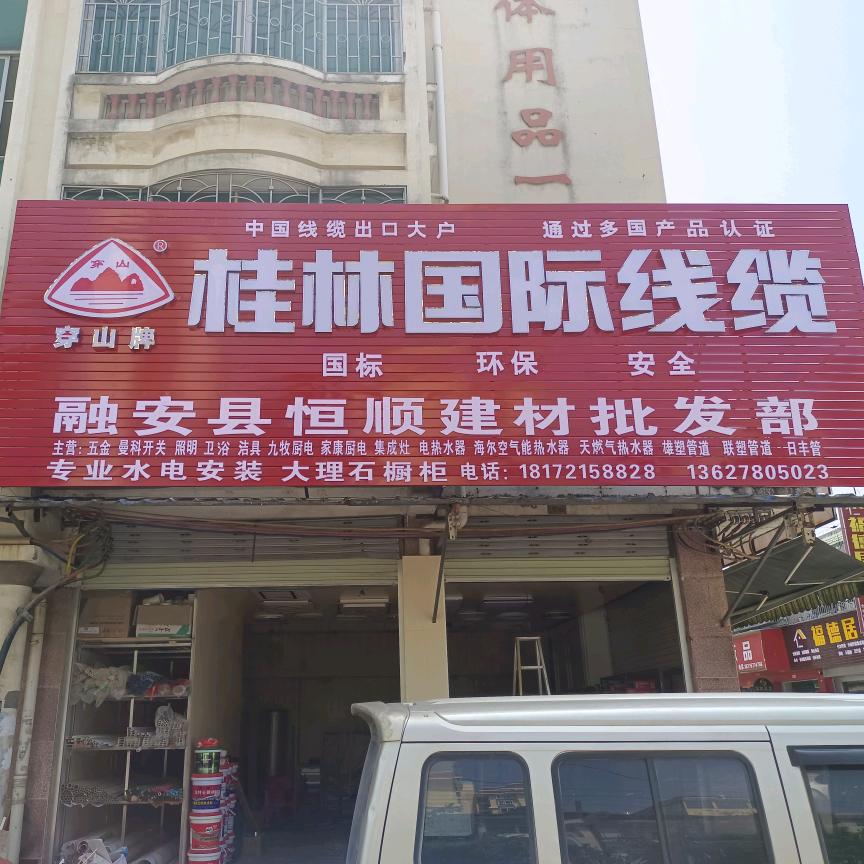 体用品一
中国线缆出口大户 通过多国产品认证
穿山
®
穿山牌
桂林国际线缆
国标 环保 安全
融安县恒顺建材批发部
主营：五金 曼科开关 照明 卫浴 洁具 九牧厨电 家康厨电 集成灶 电热水器 海尔空气能热水器 天燃气热水器 雄塑管道 联塑管道 日丰管
专业水电安装 大理石橱柜 电话：18172158828 13627805023
福德居
品